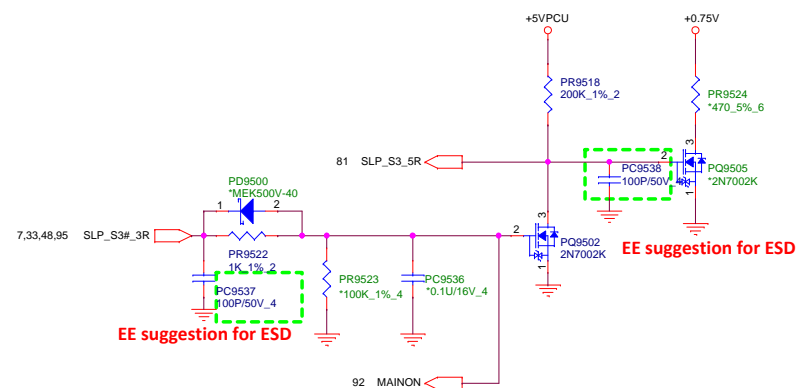 +5VPCU
+0.75V
PR9518
200K_1%_2
PR9524
*470_5%_6
3
81 SLP_S3_5R
2
PC9538
100P/50V_4
PQ9505
*2N7002K
1
PD9500
*MEK500V-40
1 2
3
7,33,48,95 SLP_S3#_3R
2
PQ9502
2N7002K
EE suggestion for ESD
PR9522
1K_1%_2
1
PC9537
100P/50V_4
PR9523
*100K_1%_4
PC9536
*0.1U/16V_4
EE suggestion for ESD
92 MAINON